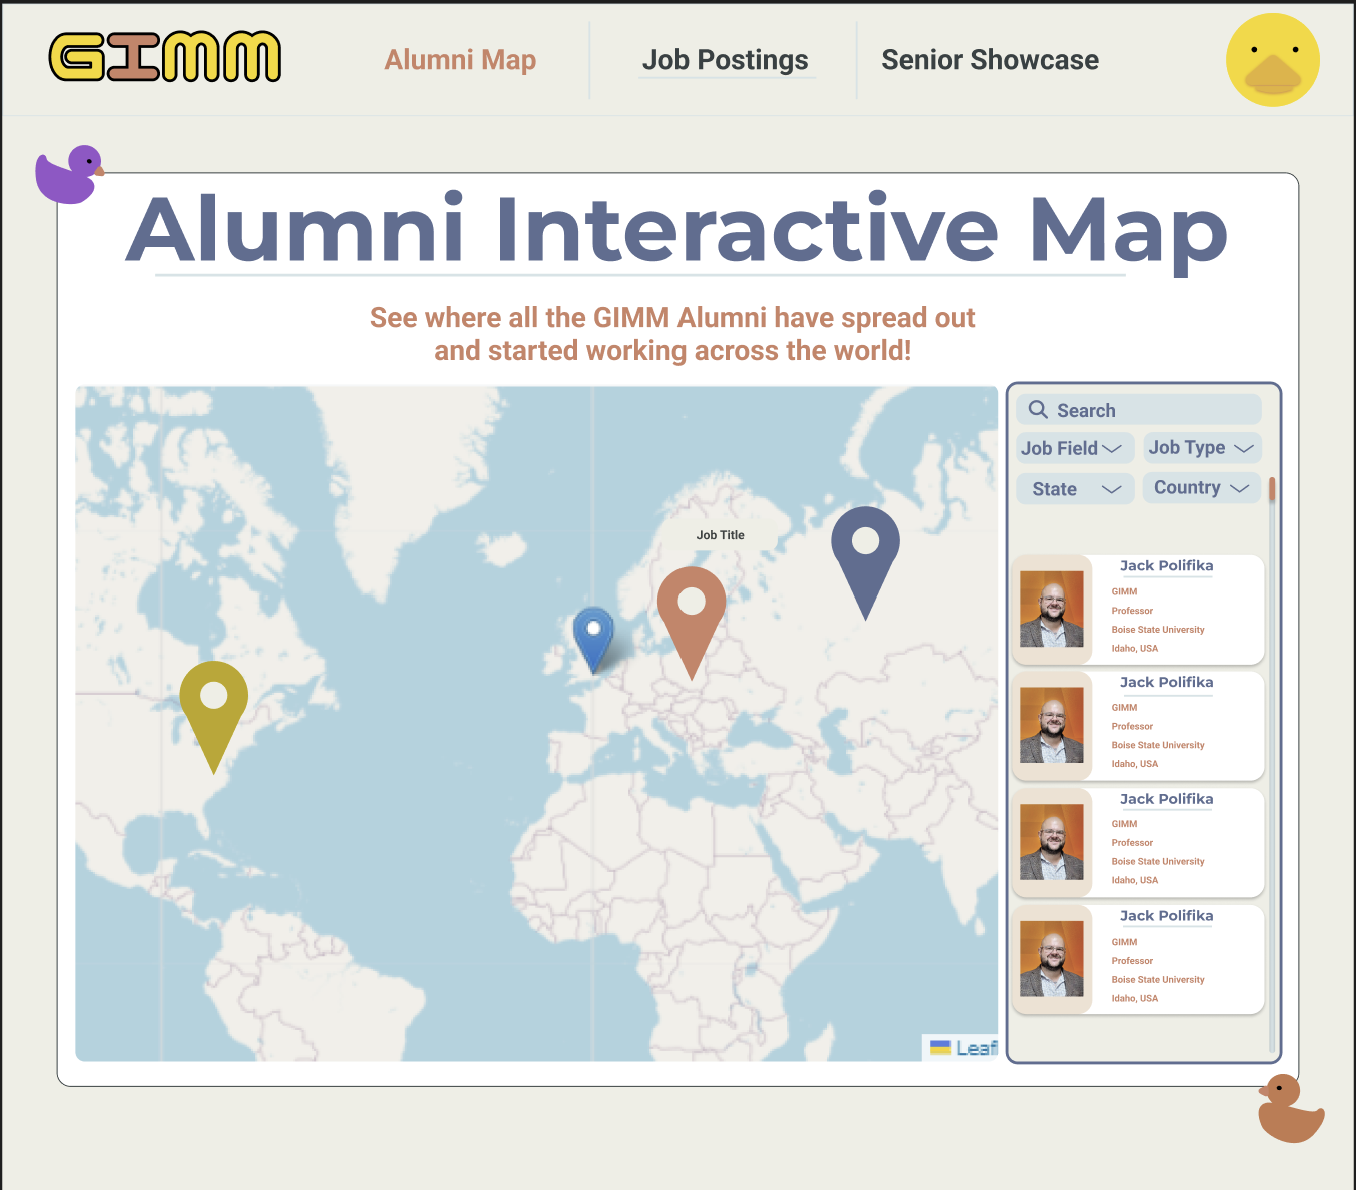 GIMM
Alumni Map
Job Postings
Senior Showcase
Alumni Interactive Map
See where all the GIMM Alumni have spread out
and started working across the world!
Search
Job Field
Job Type
State
Country
Job Title
Jack Polifika
GIMM
Professor
Boise State University
Idaho, USA
Jack Polifika
GIMM
Professor
Boise State University
Idaho, USA
Jack Polifika
GIMM
Professor
Boise State University
Idaho, USA
Jack Polifika
GIMM
Professor
Boise State University
Idaho, USA
Leaf